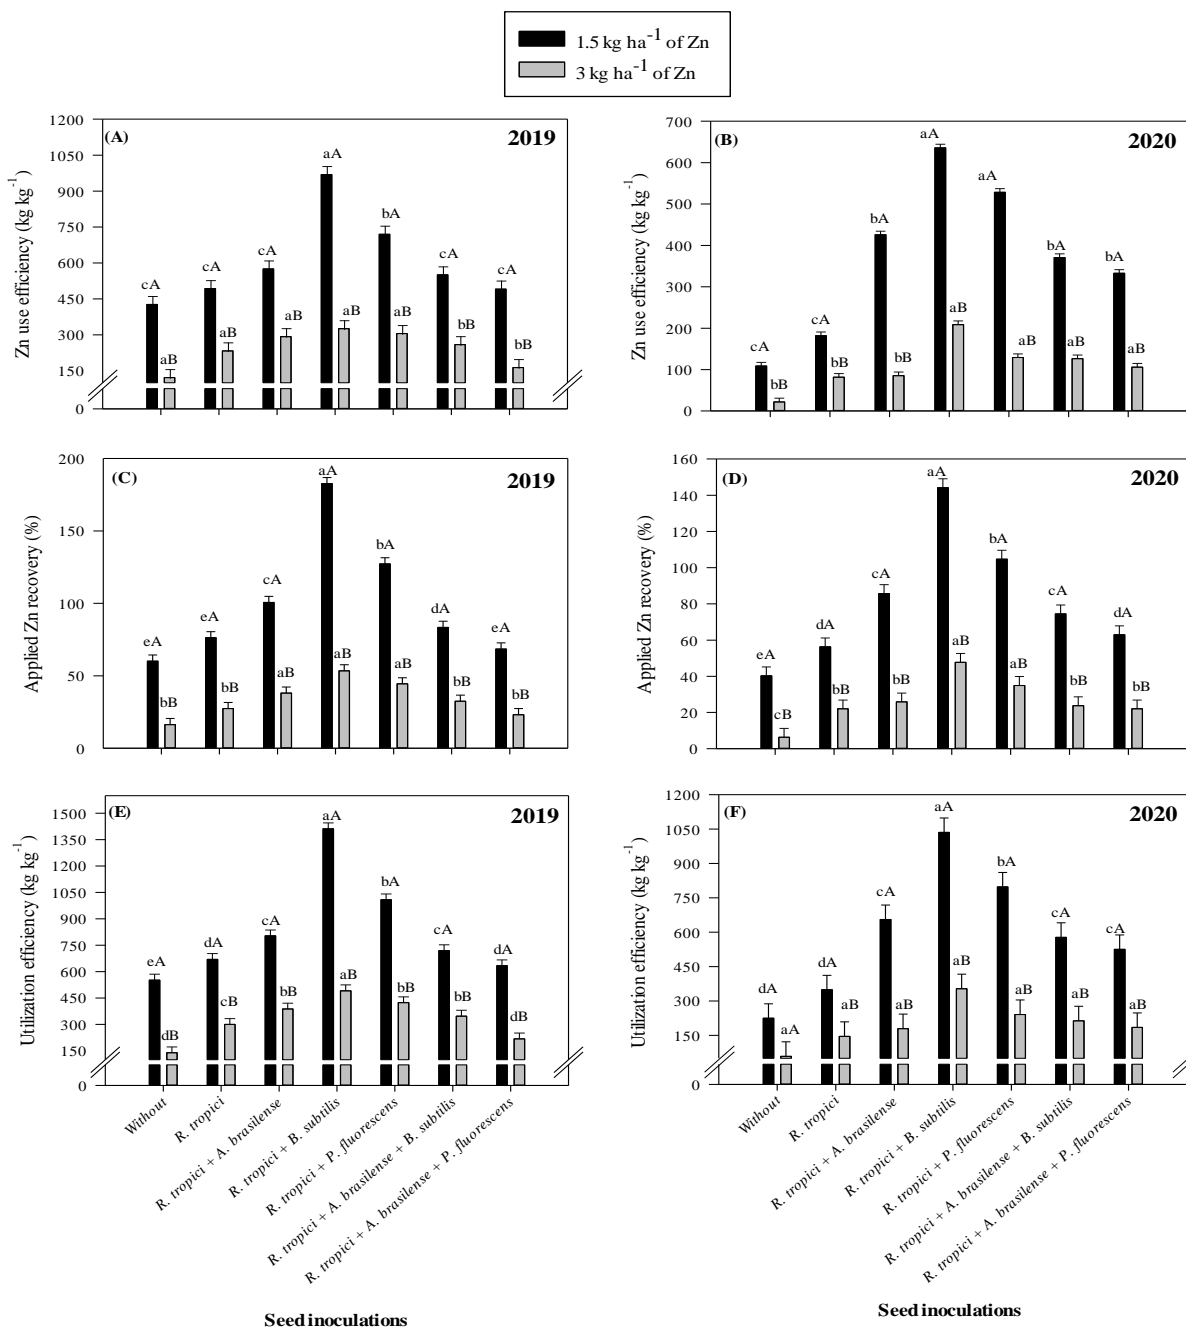 1.5 kg ha-1 of Zn
3 kg ha-1 of Zn
Zn use efficiency (kg kg-1)
1200
1050
900
750
600
450
300
150
0
(A)
2019
cA
aB
cA
aB
cA
aB
aA
aB
bA
aB
cA
bB
cA
bB
Zn use efficiency (kg kg-1)
700
600
500
400
300
200
100
0
(B)
2020
cA
bB
cA
bB
bA
bB
aA
aB
aA
aB
bA
aB
bA
aB
Applied Zn recovery (%)
200
150
100
50
0
(C)
2019
eA
bB
eA
bB
cA
aB
aA
aB
bA
aB
dA
bB
eA
bB
Applied Zn recovery (%)
160
140
120
100
80
60
40
20
0
(D)
2020
eA
cB
dA
bB
cA
bB
aA
aB
bA
aB
cA
bB
dA
bB
Utilization efficiency (kg kg-1)
1500
1350
1200
1050
900
750
600
450
300
150
0
(E)
2019
eA
dB
dA
cB
cA
bB
aA
aB
bA
bB
cA
bB
dA
dB
Without
R. tropici
R. tropici + A. brasilense
R. tropici + B. subtilis
R. tropici + P. fluorescens
R. tropici + A. brasilense + B. subtilis
R. tropici + A. brasilense + P. fluorescens
Seed inoculations
Utilization efficiency (kg kg-1)
1200
1050
900
750
600
450
300
150
0
(F)
2020
dA
aA
dA
aB
cA
aB
aA
aB
bA
aB
cA
aB
cA
aB
Without
R. tropici
R. tropici + A. brasilense
R. tropici + B. subtilis
R. tropici + P. fluorescens
R. tropici + A. brasilense + B. subtilis
R. tropici + A. brasilense + P. fluorescens
Seed inoculations